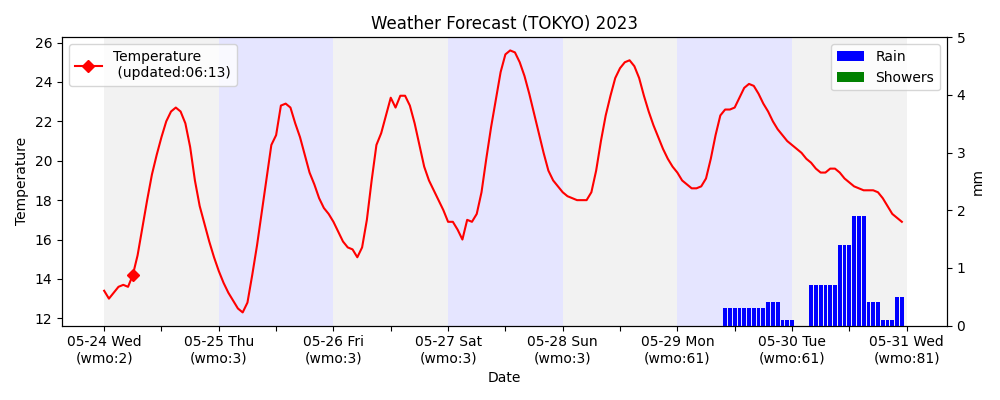 Weather Forecast (TOKYO) 2023
Temperature
(updated:06:13)
Rain
Showers
26
24
22
20
18
16
14
12
Temperature
5
4
3
2
1
0
mm
05-24 Wed 05-25 Thu 05-26 Fri 05-27 Sat 05-28 Sun 05-29 Mon 05-30 Tue 05-31 Wed
(wmo:2) (wmo:3) (wmo:3) (wmo:3) (wmo:3) (wmo:61) (wmo:61) (wmo:81)
Date